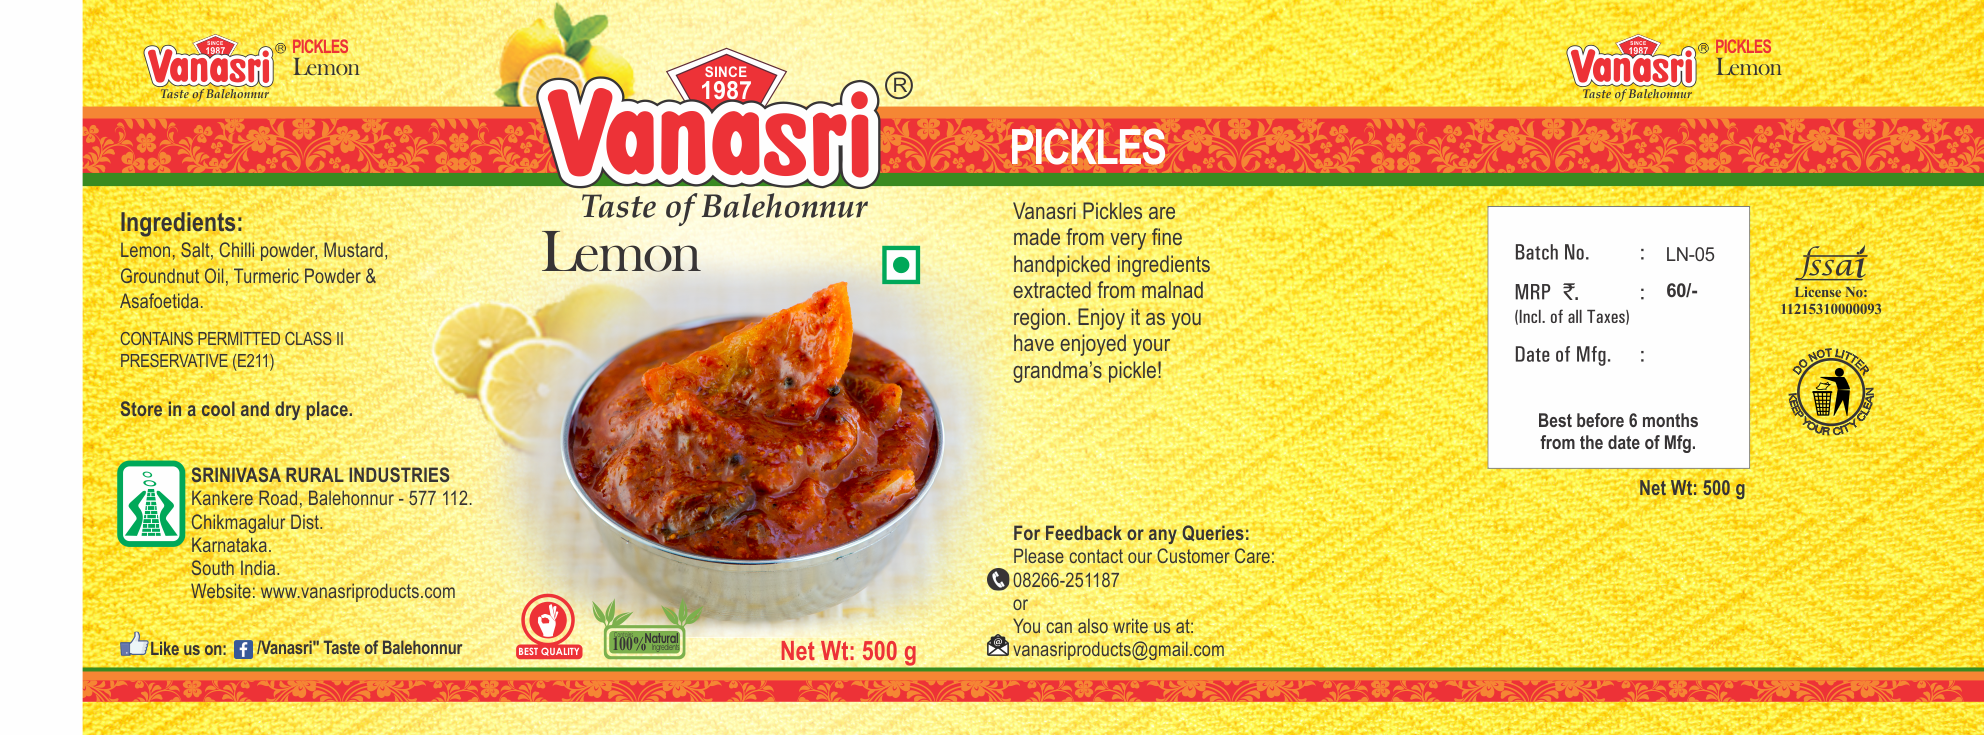 SINCE
1987
Vanasri ®
Taste of Balehonnur
PICKLES
Lemon
Ingredients:
Lemon, Salt, Chilli powder, Mustard,
Groundnut Oil, Turmeric Powder &
Asafoetida.
CONTAINS PERMITTED CLASS II
PRESERVATIVE (E211)
Store in a cool and dry place.
SRINIVASA RURAL INDUSTRIES
Kankere Road, Balehonnur - 577 112.
Chikmagalur Dist.
Karnataka.
South India.
Website: www.vanasriproducts.com
Like us on: f /Vanasri" Taste of Balehonnur
SINCE
1987
Vanasri ®
Taste of Balehonnur
Lemon
BEST QUALITY
100% Natural
Ingredients
Net Wt: 500 g
PICKLES
Vanasri Pickles are
made from very fine
handpicked ingredients
extracted from malnad
region. Enjoy it as you
have enjoyed your
grandma's pickle!
For Feedback or any Queries:
Please contact our Customer Care:
08266-251187
or
You can also write us at:
@ vanasriproducts@gmail.com
SINCE
1987
Vanasri ®
Taste of Balehonnur
PICKLES
Lemon
Batch No. : LN-05
MRP ₹. : 60/-
(Incl. of all Taxes)
Date of Mfg. :
Best before 6 months
from the date of Mfg.
Net Wt: 500 g
fssai
License No:
11215310000093
DO NOT LITTER
KEEP YOUR CITY CLEAN